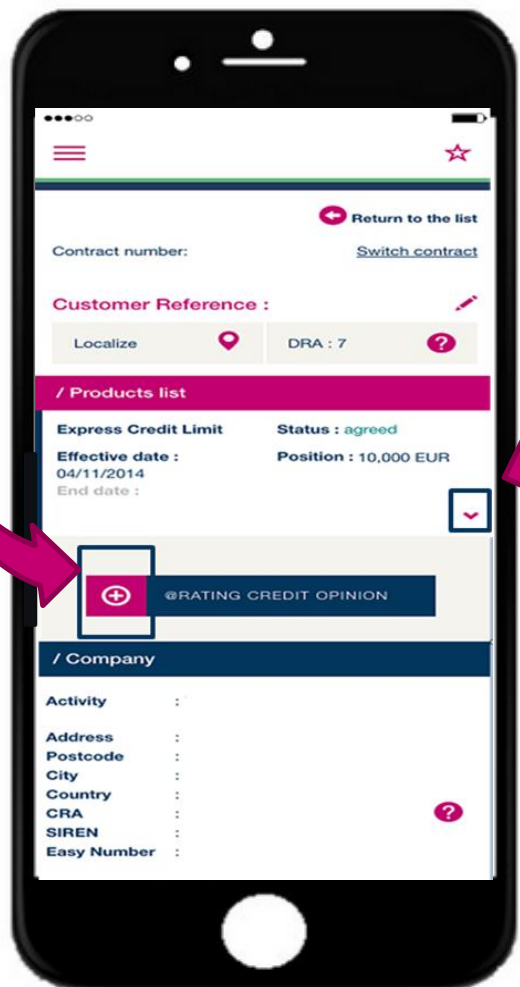 Return to the list
Contract number: Switch contract
Customer Reference :
Localize DRA : 7 ?
/ Products list
Express Credit Limit Status : agreed
Effective date : Position : 10,000 EUR
04/11/2014
End date :
@RATING CREDIT OPINION
/ Company
Activity :
Address :
Postcode :
City :
Country :
CRA : ?
SIREN :
Easy Number :